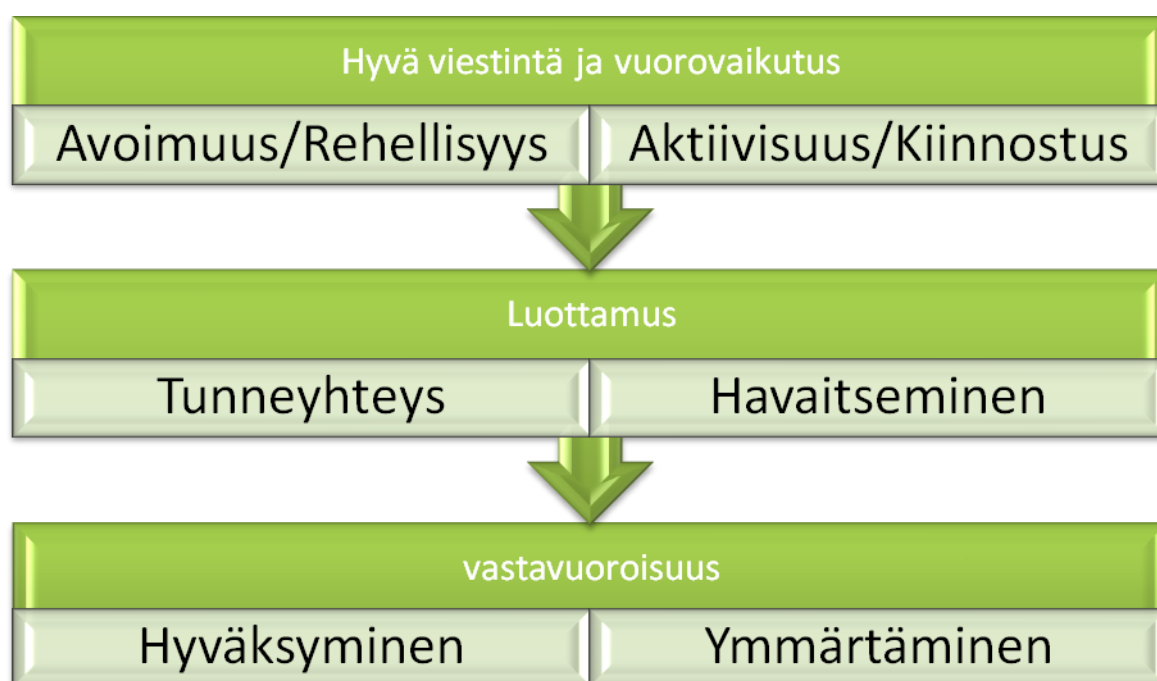 Hyvä viestintä ja vuorovaikutus
Avoimuus/Rehellisyys Aktiivisuus/Kiinnostus
Luottamus
Tunneyhteys Havaitseminen
vastavuoroisuus
Hyväksyminen Ymmärtäminen